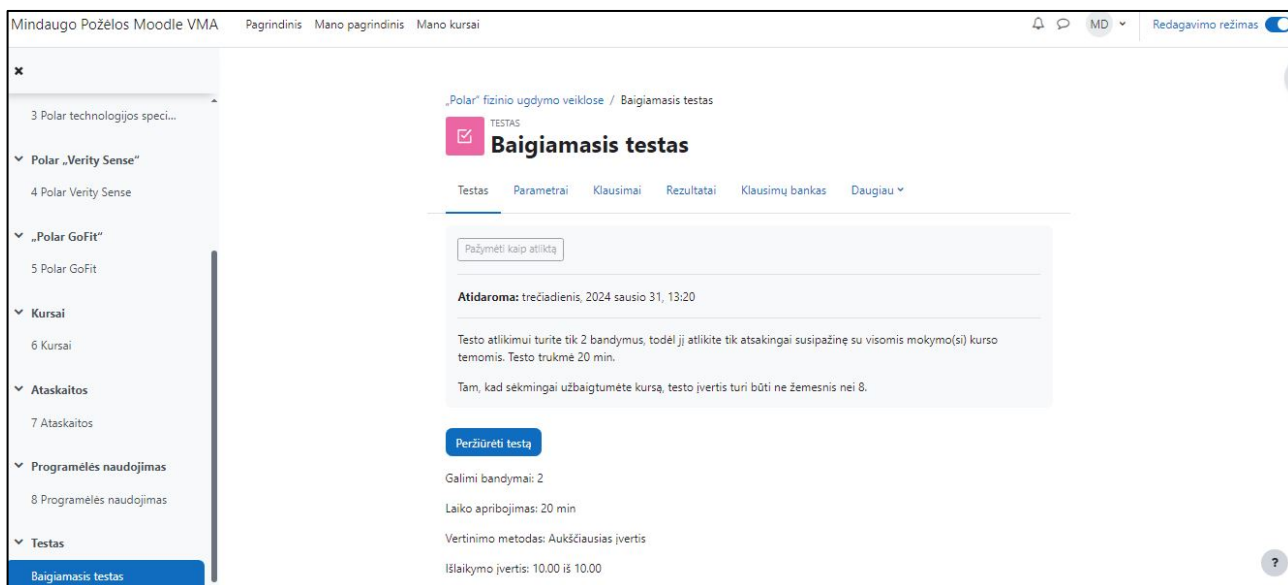 Mindaugo Požėlos Moodle VMA Pagrindinis Mano pagrindinis Mano kursai MD Redagavimo režimas
3 Polar technologijos speci...
Polar „Verity Sense“
4 Polar Verity Sense
„Polar GoFit“
5 Polar GoFit
Kursai
6 Kursai
Ataskaitos
7 Ataskaitos
Programėlės naudojimas
8 Programėlės naudojimas
Testas
Baigiamasis testas
„Polar“ fizinio ugdymo veiklose / Baigiamasis testas
TESTAS
Baigiamasis testas
Testas Parametrai Klausimai Rezultatai Klausimų bankas Daugiau
Pažymėti kaip atliktą
Atidaroma: trečiadienis, 2024 sausio 31, 13:20
Testo atlikimui turite tik 2 bandymus, todėl jį atlikite tik atsakingai susipažinę su visomis mokymo(si) kurso
temomis. Testo trukmė 20 min.
Tam, kad sėkmingai užbaigtumėte kursą, testo įvertis turi būti ne žemesnis nei 8.
Peržiūrėti testą
Galimi bandymai: 2
Laiko apribojimas: 20 min
Vertinimo metodas: Aukščiausias įvertis
Išlaikymo įvertis: 10.00 iš 10.00
?